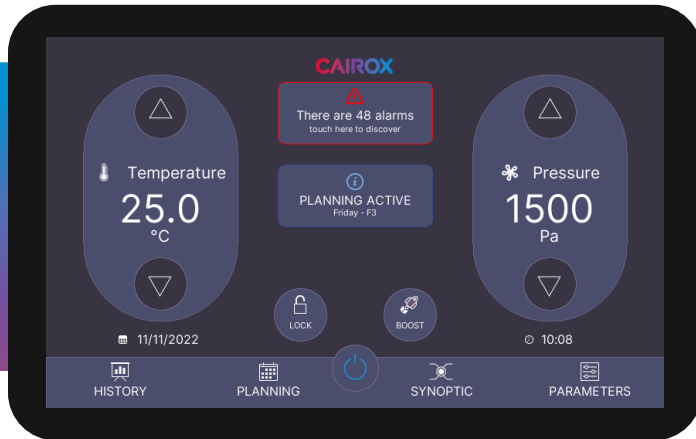 CAIROX
There are 48 alarms
touch here to discover
Temperature
25.0
°C
PLANNING ACTIVE
Friday - F3
Pressure
1500
Pa
LOCK
BOOST
11/11/2022
10:08
HISTORY
PLANNING
SYNOPTIC
PARAMETERS